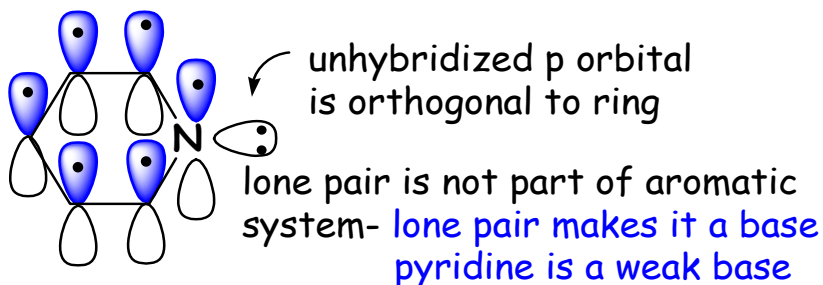 unhybridized p orbital
is orthogonal to ring
N
lone pair is not part of aromatic
system- lone pair makes it a base
pyridine is a weak base